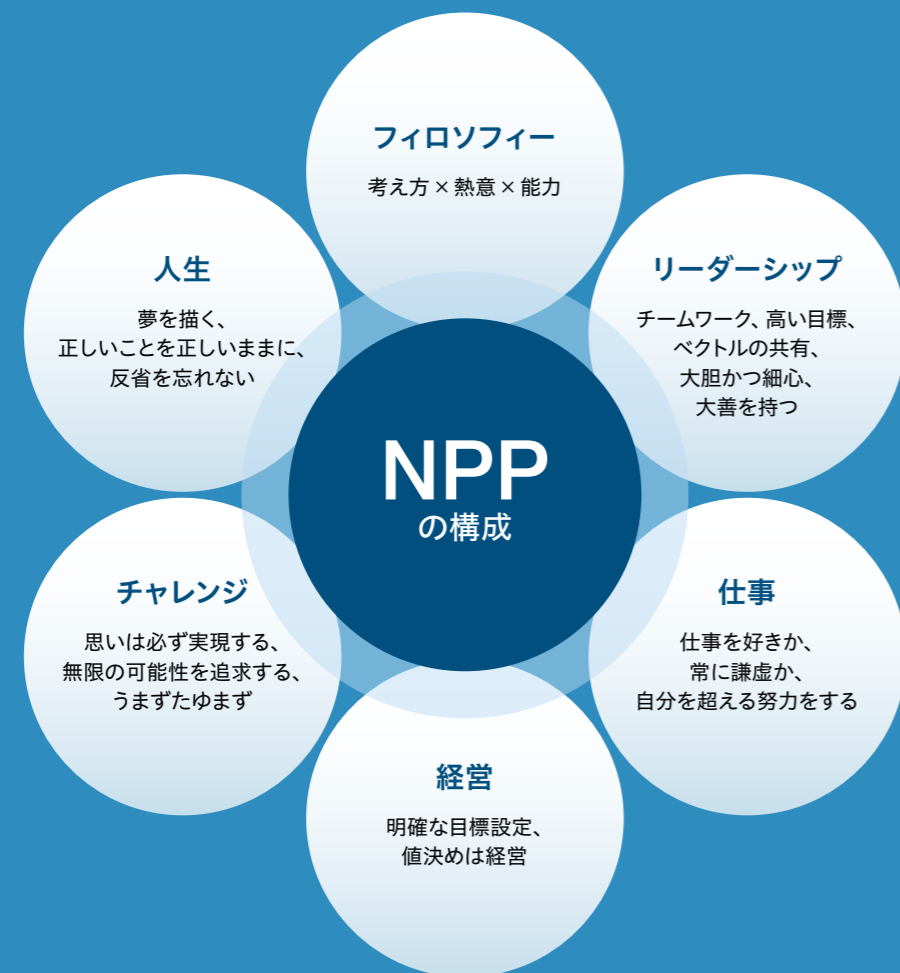 フィロソフィー
考え方×熱意×能力
人生
夢を描く、
正しいことを正しいままに、
反省を忘れない
リーダーシップ
チームワーク、高い目標、
ベクトルの共有、
大胆かつ細心、
大善を持つ
NPP
の構成
チャレンジ
思いは必ず実現する、
無限の可能性を追求する、
うまずたゆまず
仕事
仕事を好きか、
常に謙虚か、
自分を超える努力をする
経営
明確な目標設定、
値決めは経営